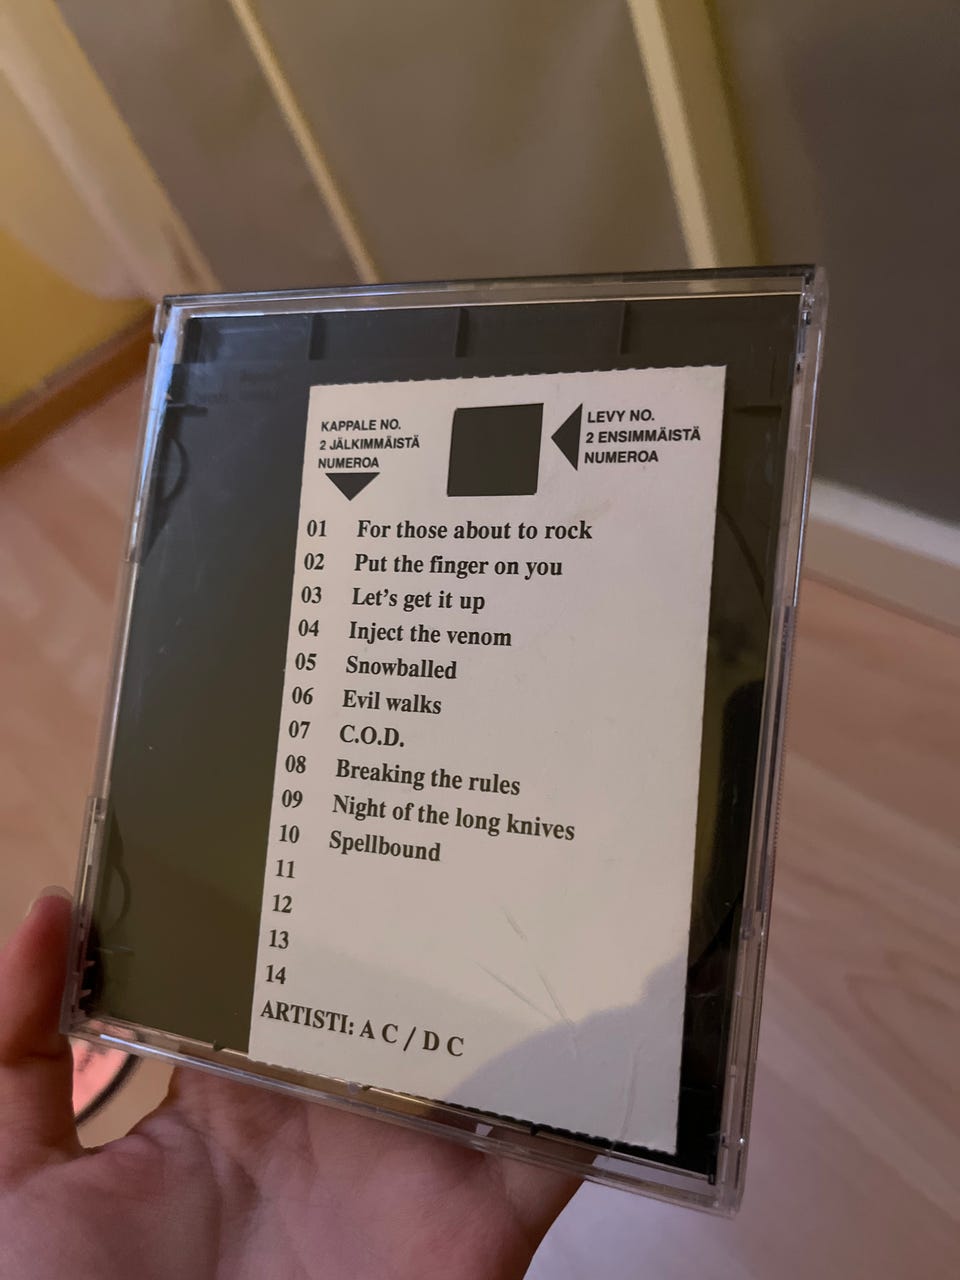 KAPPALE NO.
2 JÄLKIMMÄISTÄ
NUMEROA
LEVY NO.
2 ENSIMMÄISTÄ
NUMEROA
01 For those about to rock
02 Put the finger on you
03 Let's get it up
04 Inject the venom
05 Snowballed
06 Evil walks
07 C.O.D.
08 Breaking the rules
09 Night of the long knives
10 Spellbound
11
12
13
14
ARTISTI: A C / D C